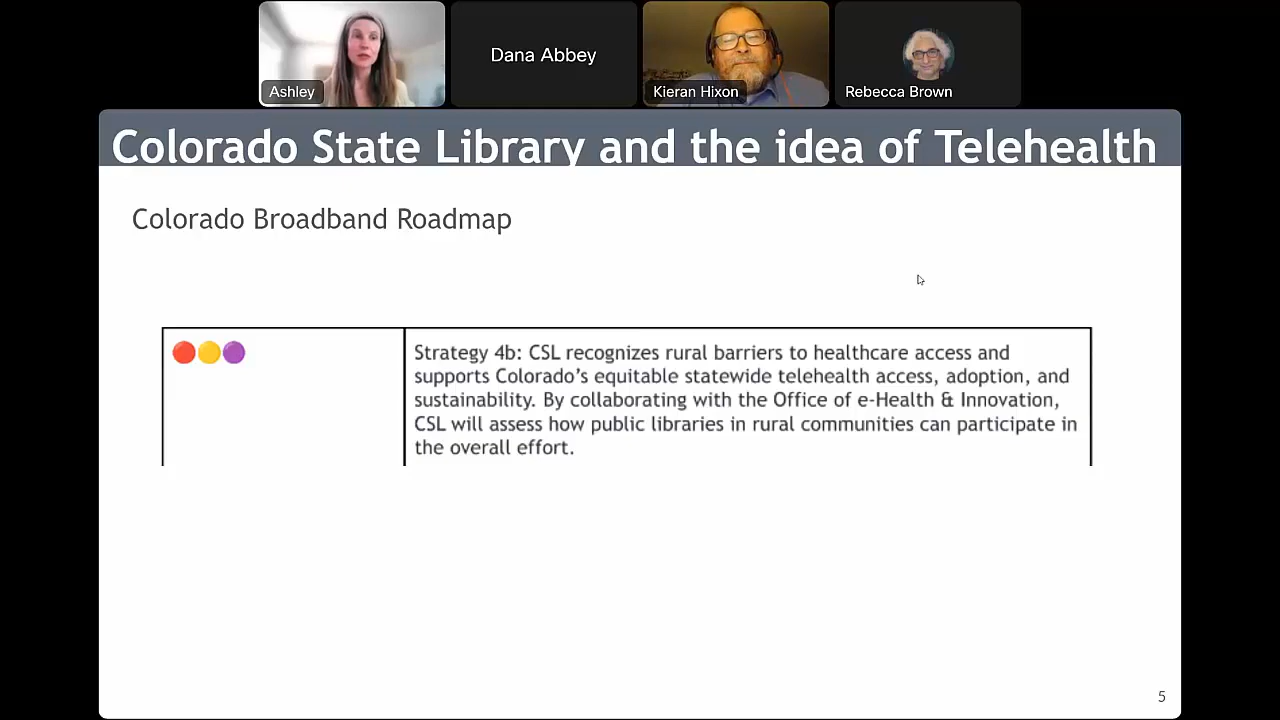 Dana Abbey
Ashley
Kieran Hixon
Rebecca Brown
Colorado State Library and the idea of Telehealth
Colorado Broadband Roadmap
Strategy 4b: CSL recognizes rural barriers to healthcare access and
supports Colorado’s equitable statewide telehealth access, adoption, and
sustainability. By collaborating with the Office of e-Health & Innovation,
CSL will assess how public libraries in rural communities can participate in
the overall effort.
5